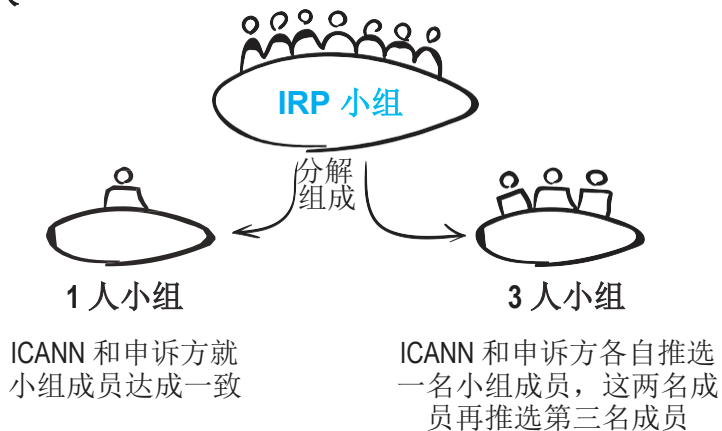 IRP 小组
分解
组成
1 人小组
ICANN 和申诉方就
小组成员达成一致
3 人小组
ICANN 和申诉方各自推选
一名小组成员，这两名成
员再推选第三名成员